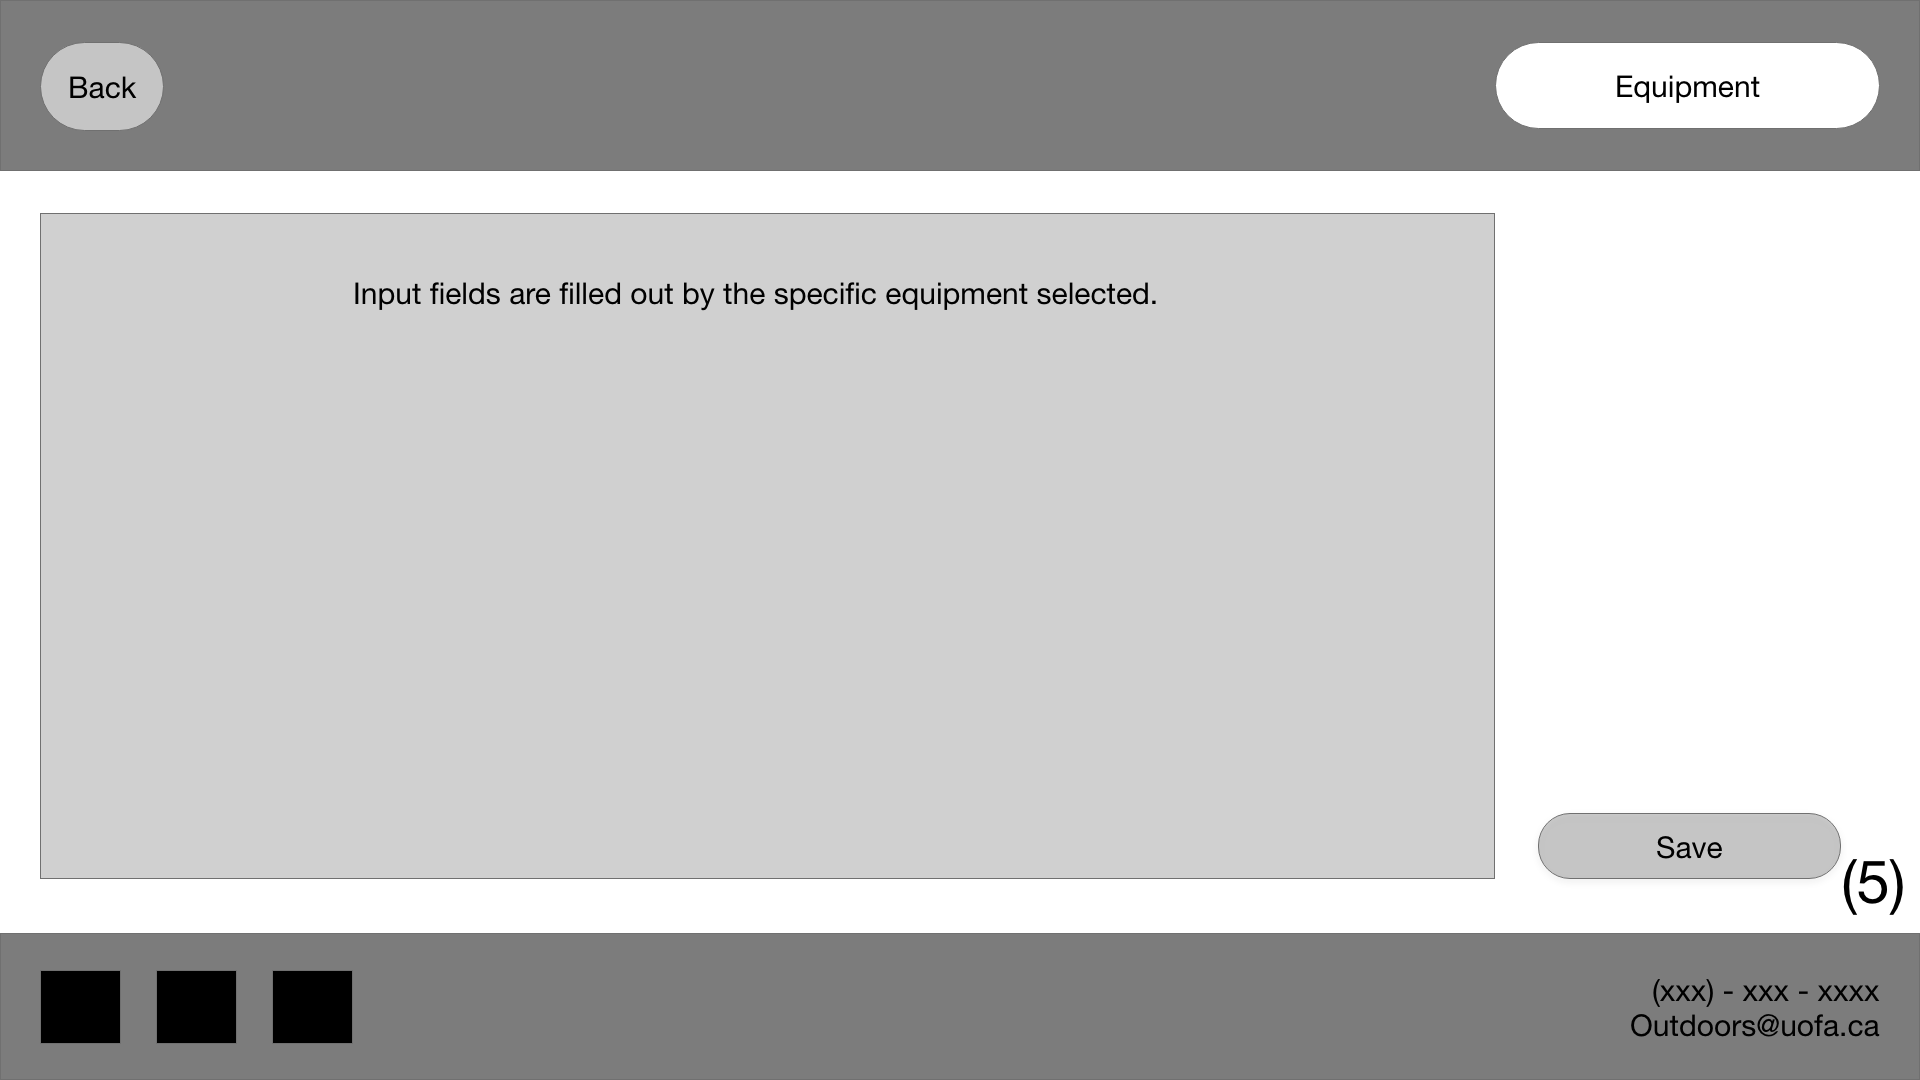 Back
Equipment
Input fields are filled out by the specific equipment selected.
Save
(5)
(xxx) - xxx - xxxx
Outdoors@uofa.ca